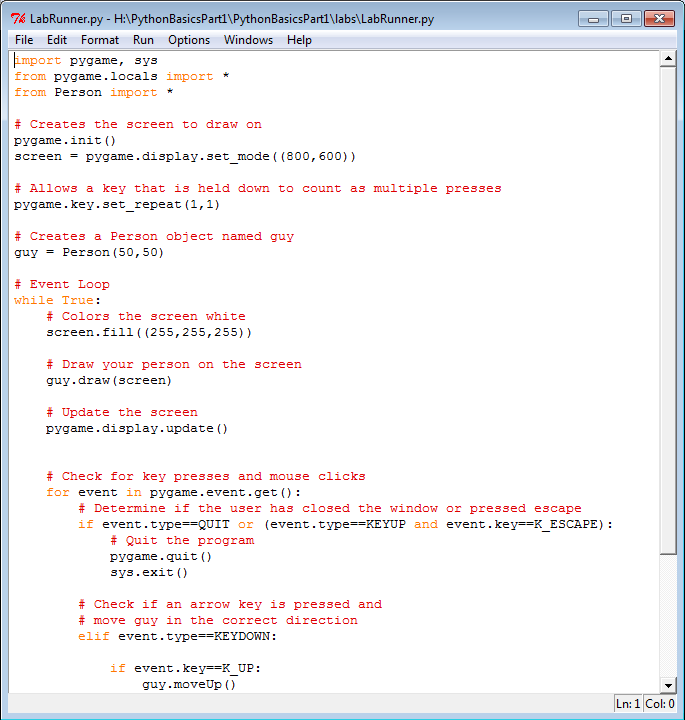 LabRunner.py - H:\PythonBasicsPart1\PythonBasicsPart1\labs\LabRunner.py
File Edit Format Run Options Windows Help
import pygame, sys
from pygame.locals import *
from Person import *
# Creates the screen to draw on
pygame.init()
screen = pygame.display.set_mode((800,600))
# Allows a key that is held down to count as multiple presses
pygame.key.set_repeat(1,1)
# Creates a Person object named guy
guy = Person(50,50)
# Event Loop
while True:
    # Colors the screen white
    screen.fill((255,255,255))
    # Draw your person on the screen
    guy.draw(screen)
    # Update the screen
    pygame.display.update()
    # Check for key presses and mouse clicks
    for event in pygame.event.get():
        # Determine if the user has closed the window or pressed escape
        if event.type==QUIT or (event.type==KEYUP and event.key==K_ESCAPE):
            # Quit the program
            pygame.quit()
            sys.exit()
        # Check if an arrow key is pressed and
        # move guy in the correct direction
        elif event.type==KEYDOWN:
            if event.key==K_UP:
                guy.moveUp()
Ln: 1 Col: 0